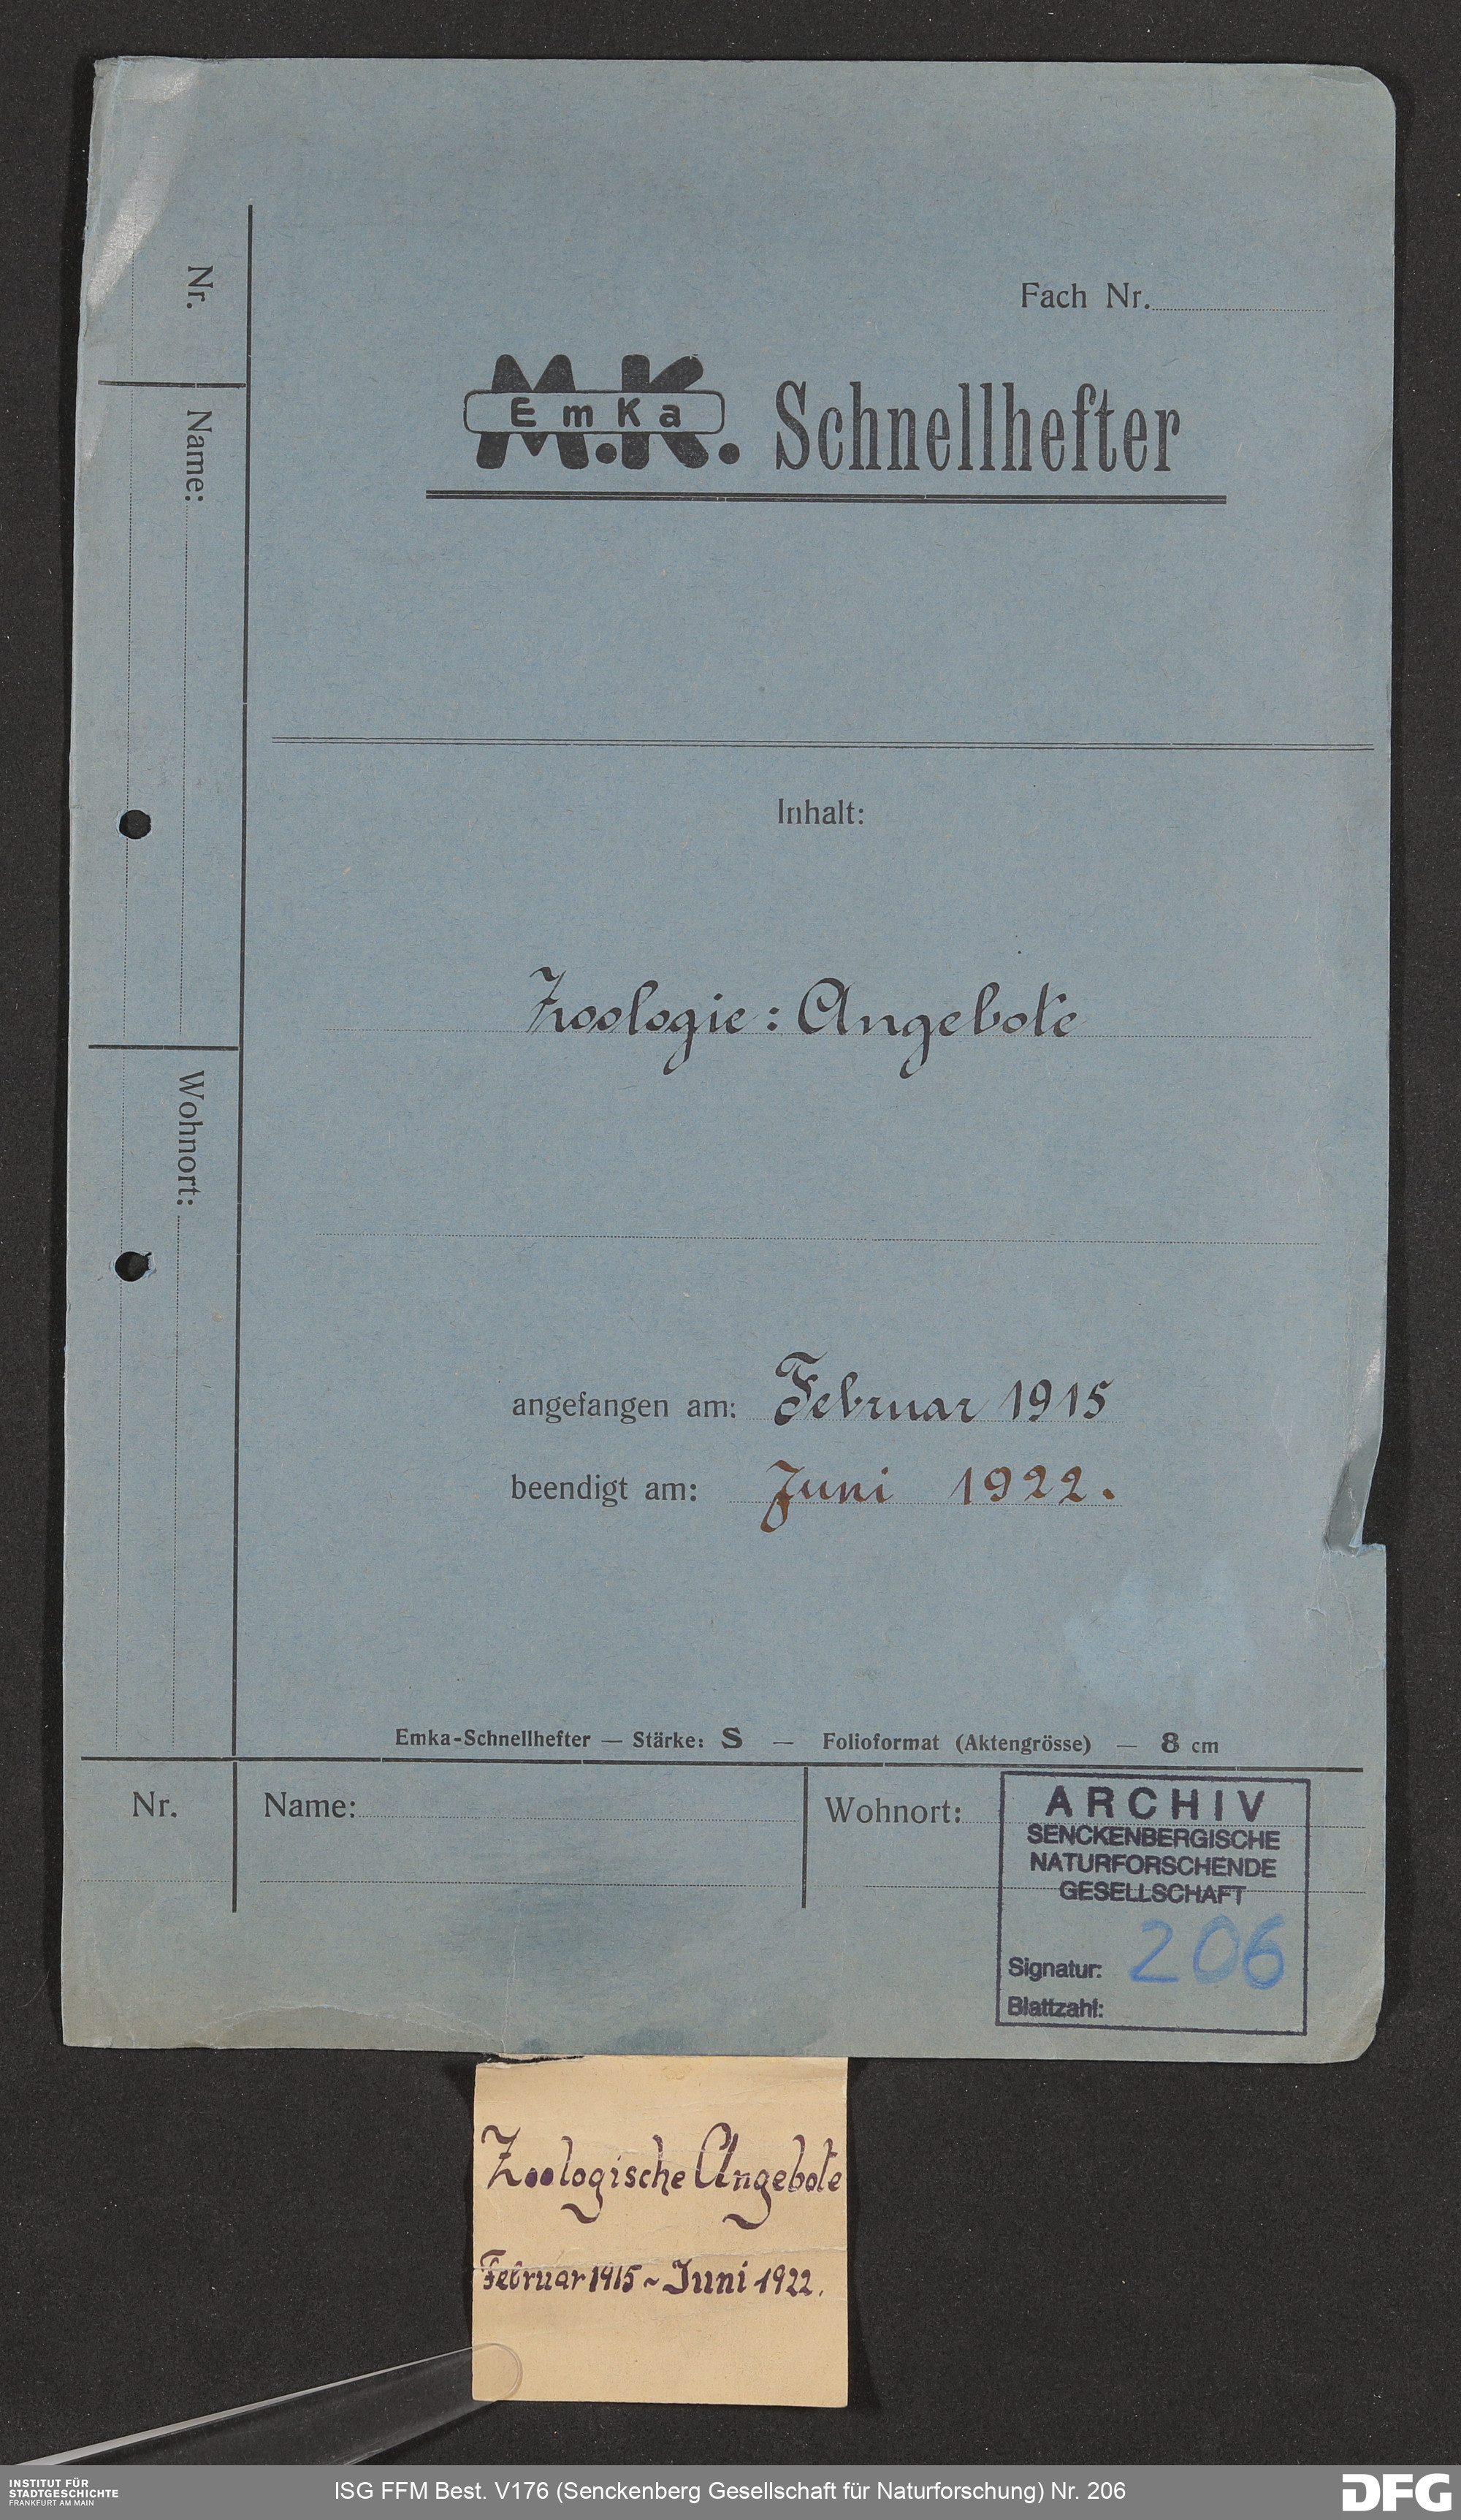 Fach Nr.
M.K.
EmKa
Schnellhefter
Nr.
Name:
Wohnort:
Inhalt:
Zoologie: Angebote
angefangen am: Februar 1915
beendigt am: Juni 1922.
Emka-Schnellhefter — Stärke: S — Folioformat (Aktengrösse) — 8 cm
Nr. Name: Wohnort:
ARCHIV
SENCKENBERGISCHE
NATURFORSCHENDE
GESELLSCHAFT
Signatur: 206
Blattzahl:
Zoologische Angebote
Februar 1915 ~ Juni 1922.
INSTITUT FÜR
STADTGESCHICHTE
FRANKFURT AM MAIN
ISG FFM Best. V176 (Senckenberg Gesellschaft für Naturforschung) Nr. 206
DFG